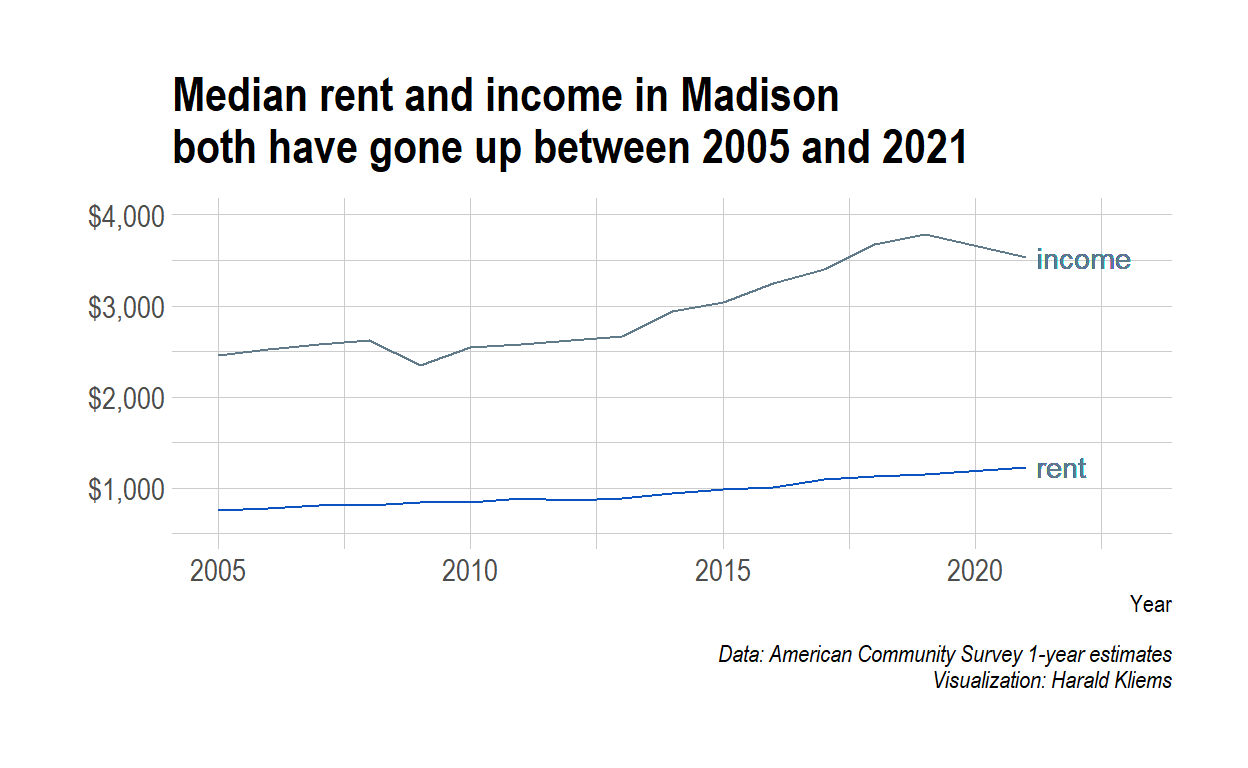 Median rent and income in Madison
both have gone up between 2005 and 2021
$4,000
$3,000
$2,000
$1,000
income
rent
2005 2010 2015 2020
Year
Data: American Community Survey 1-year estimates
Visualization: Harald Kliems